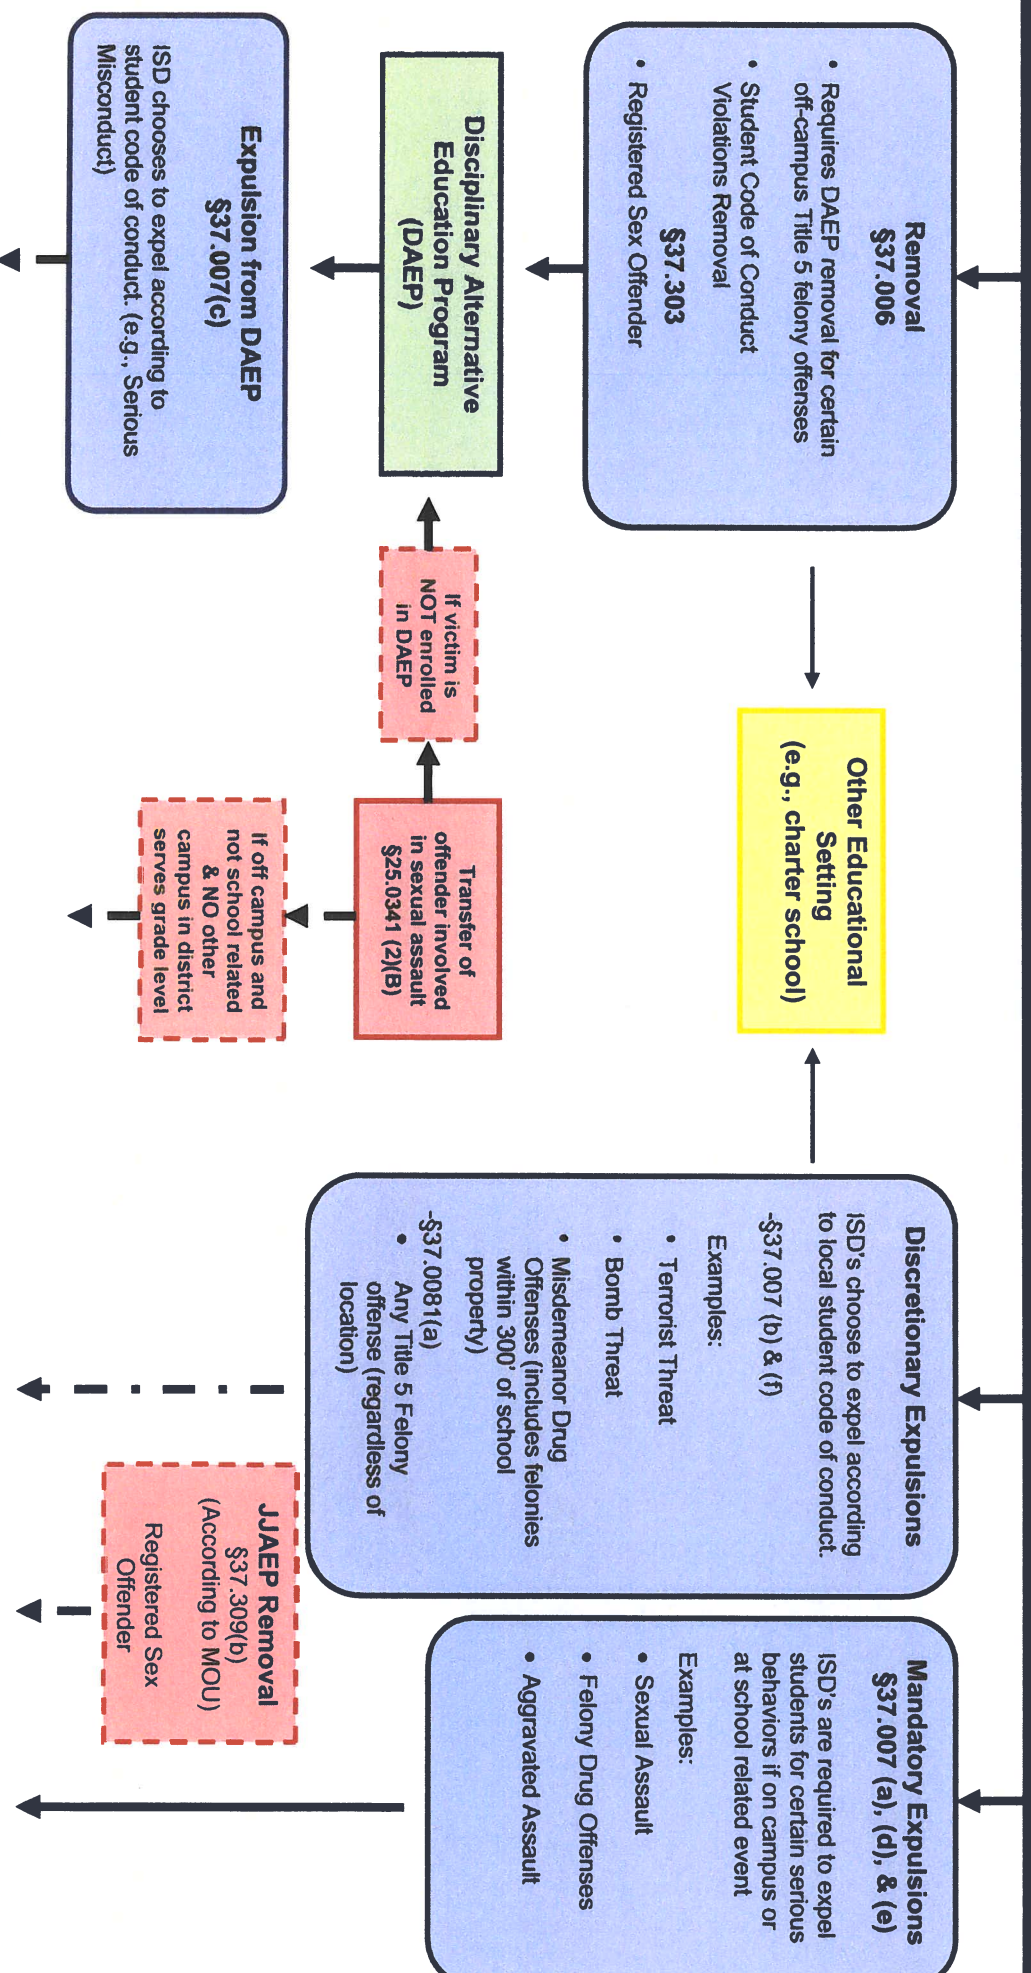 Removal
§37.006
• Requires DAEP removal for certain
off-campus Title 5 felony offenses
• Student Code of Conduct
Violations Removal
§37.303
• Registered Sex Offender
Other Educational
Setting
(e.g., charter school)
Discretionary Expulsions
ISD's choose to expel according
to local student code of conduct.
-§37.007 (b) & (f)
Examples:
• Terrorist Threat
• Bomb Threat
• Misdemeanor Drug
Offenses (includes felonies
within 300' of school
property)
-§37.0081(a)
• Any Title 5 Felony
offense (regardless of
location)
Mandatory Expulsions
§37.007 (a), (d), & (e)
ISD's are required to expel
students for certain serious
behaviors if on campus or
at school related event
Examples:
• Sexual Assault
• Felony Drug Offenses
• Aggravated Assault
Disciplinary Alternative
Education Program
(DAEP)
If victim is
NOT enrolled
in DAEP
Transfer of
offender involved
in sexual assault
§25.0341 (2)(B)
If off campus and
not school related
& NO other
campus in district
serves grade level
Expulsion from DAEP
§37.007(c)
ISD chooses to expel according to
student code of conduct. (e.g., Serious
Misconduct)
JJAEP Removal
§37.309(b)
(According to MOU)
Registered Sex
Offender